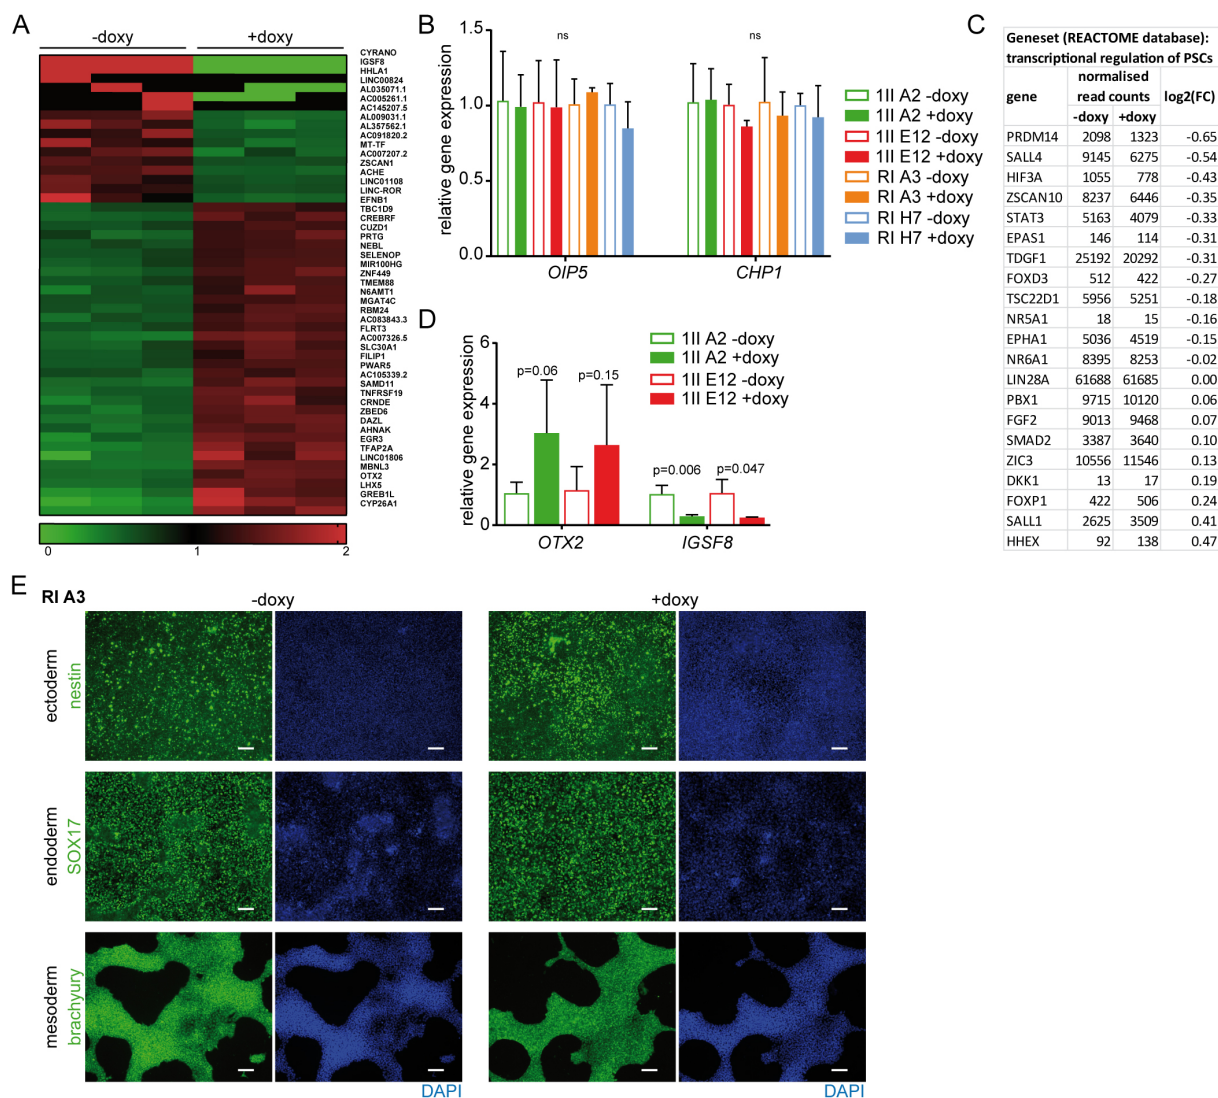 A
-doxy
+doxy
CYRANO
IGSF8
HHLA1
LINC00824
AL035071.1
AC005261.1
AC145207.5
AL009031.1
AL357562.1
AC091820.2
MT-TF
AC007207.2
ZSCAN1
ACHE
LINC01108
LINC-ROR
EFNB1
TBC1D9
CREBRF
CUZD1
PRTG
NEBL
SELENOP
MIR100HG
ZNF449
TMEM88
N6AMT1
MGAT4C
RBM24
AC083843.3
FLRT3
AC007326.5
SLC30A1
FILIP1
PWAR5
AC105339.2
SAMD11
TNFRSF19
CRNDE
ZBED6
DAZL
AHNAK
EGR3
TFAP2A
LINC01806
MBNL3
OTX2
LHX5
GREB1L
CYP26A1
0
1
2
B
relative gene expression
1.5
1.0
0.5
0.0
ns
ns
OIP5
CHP1
1II A2 -doxy
1II A2 +doxy
1II E12 -doxy
1II E12 +doxy
RI A3 -doxy
RI A3 +doxy
RI H7 -doxy
RI H7 +doxy
C
Geneset (REACTOME database):
transcriptional regulation of PSCs
gene normalised read counts log2(FC)
-doxy +doxy
PRDM14 2098 1323 -0.65
SALL4 9145 6275 -0.54
HIF3A 1055 778 -0.43
ZSCAN10 8237 6446 -0.35
STAT3 5163 4079 -0.33
EPAS1 146 114 -0.31
TDGF1 25192 20292 -0.31
FOXD3 512 422 -0.27
TSC22D1 5956 5251 -0.18
NR5A1 18 15 -0.16
EPHA1 5036 4519 -0.15
NR6A1 8395 8253 -0.02
LIN28A 61688 61685 0.00
PBX1 9715 10120 0.06
FGF2 9013 9468 0.07
SMAD2 3387 3640 0.10
ZIC3 10556 11546 0.13
DKK1 13 17 0.19
FOXP1 422 506 0.24
SALL1 2625 3509 0.41
HHEX 92 138 0.47
D
relative gene expression
6
4
2
0
p=0.06
p=0.15
p=0.006
p=0.047
OTX2
IGSF8
1II A2 -doxy
1II A2 +doxy
1II E12 -doxy
1II E12 +doxy
E
RI A3
-doxy
+doxy
ectoderm
nestin
endoderm
SOX17
mesoderm
brachyury
DAPI
DAPI